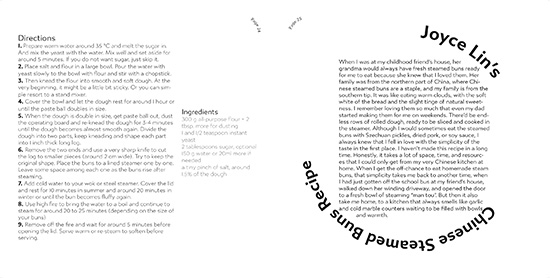 Directions
1. Prepare warm water around 35 °C and melt the sugar in.
And mix the yeast with the water. Mix well and set aside for
around 5 minutes. If you do not want sugar, just skip it.
2. Place salt and flour in a large bowl. Pour the water with
yeast slowly to the bowl with flour and stir with a chopstick.
3. Then knead the flour into smooth and soft dough. At the
very beginning, it might be a little bit sticky. Or you can sim-
ple resort to a stand mixer.
4. Cover the bowl and let the dough rest for around 1 hour or
until the paste ball doubles in size.
5. When the dough is double in size, get paste ball out, dust
the operating board and re-knead the dough for 3-4 minutes
until the dough becomes almost smooth again. Divide the
dough into two parts, keep kneading and shape each part
into 1 inch thick long log.
6. Remove the two ends and use a very sharp knife to cut
the log to smaller pieces (around 2 cm wide). Try to keep the
original shape. Place the buns to a lined steamer one by one.
Leave some space among each one as the buns rise after
steaming.
7. Add cold water to your wok or steel steamer. Cover the lid
and rest for 10 minutes in summer and around 20 minutes in
winter or until the bun becomes fluffy again.
8. Use high fire to bring the water to a boil and continue to
steam for around 20 to 25 minutes (depending on the size of
your buns)
9. Remove off the fire and wait for around 5 minutes before
opening the lid. Serve warm or re-steam to soften before
serving.
Ingredients
300 g all purpose flour + 2
tbsp. more for dusting
1 and 1/2 teaspoon instant
yeast
2 tablespoons sugar, optional
150 g water or 20ml more if
needed
a tiny pinch of salt, around
1.5% of the dough
Joyce Lin's
When I was at my childhood friend's house, her
grandma would always have fresh steamed buns ready
for me to eat because she knew that I loved them. Her
family was from the northern part of China, where Chi-
nese steamed buns are a staple, and my family is from the
southern tip. It was like eating warm clouds, with the soft
white of the bread and the slight tinge of natural sweet-
ness. I remember loving them so much that even my dad
started making them for me on weekends. There'd be end-
less rows of rolled dough, ready to be sliced and cooked in
the steamer. Although I would sometimes eat the steamed
buns with Szechuan pickles, dried pork, or soy sauce, I
always knew that I fell in love with the simplicity of the
taste in the first place. I haven't made this recipe in a long
time. Honestly, it takes a lot of space, time, and resourc-
es that I could only get from my very Chinese kitchen at
home. When I get the off chance to eat homemade steam
buns, that simplicity takes me back to another time, when
I had just gotten off the school bus at my friend's house,
walked down her winding driveway, and opened the door
to a fresh bowl of steaming "man tou". But it then also
take me home, to a kitchen that always smells like garlic
and cold marble counters waiting to be filled with bowls
and warmth.
Chinese Steamed Buns Recipe